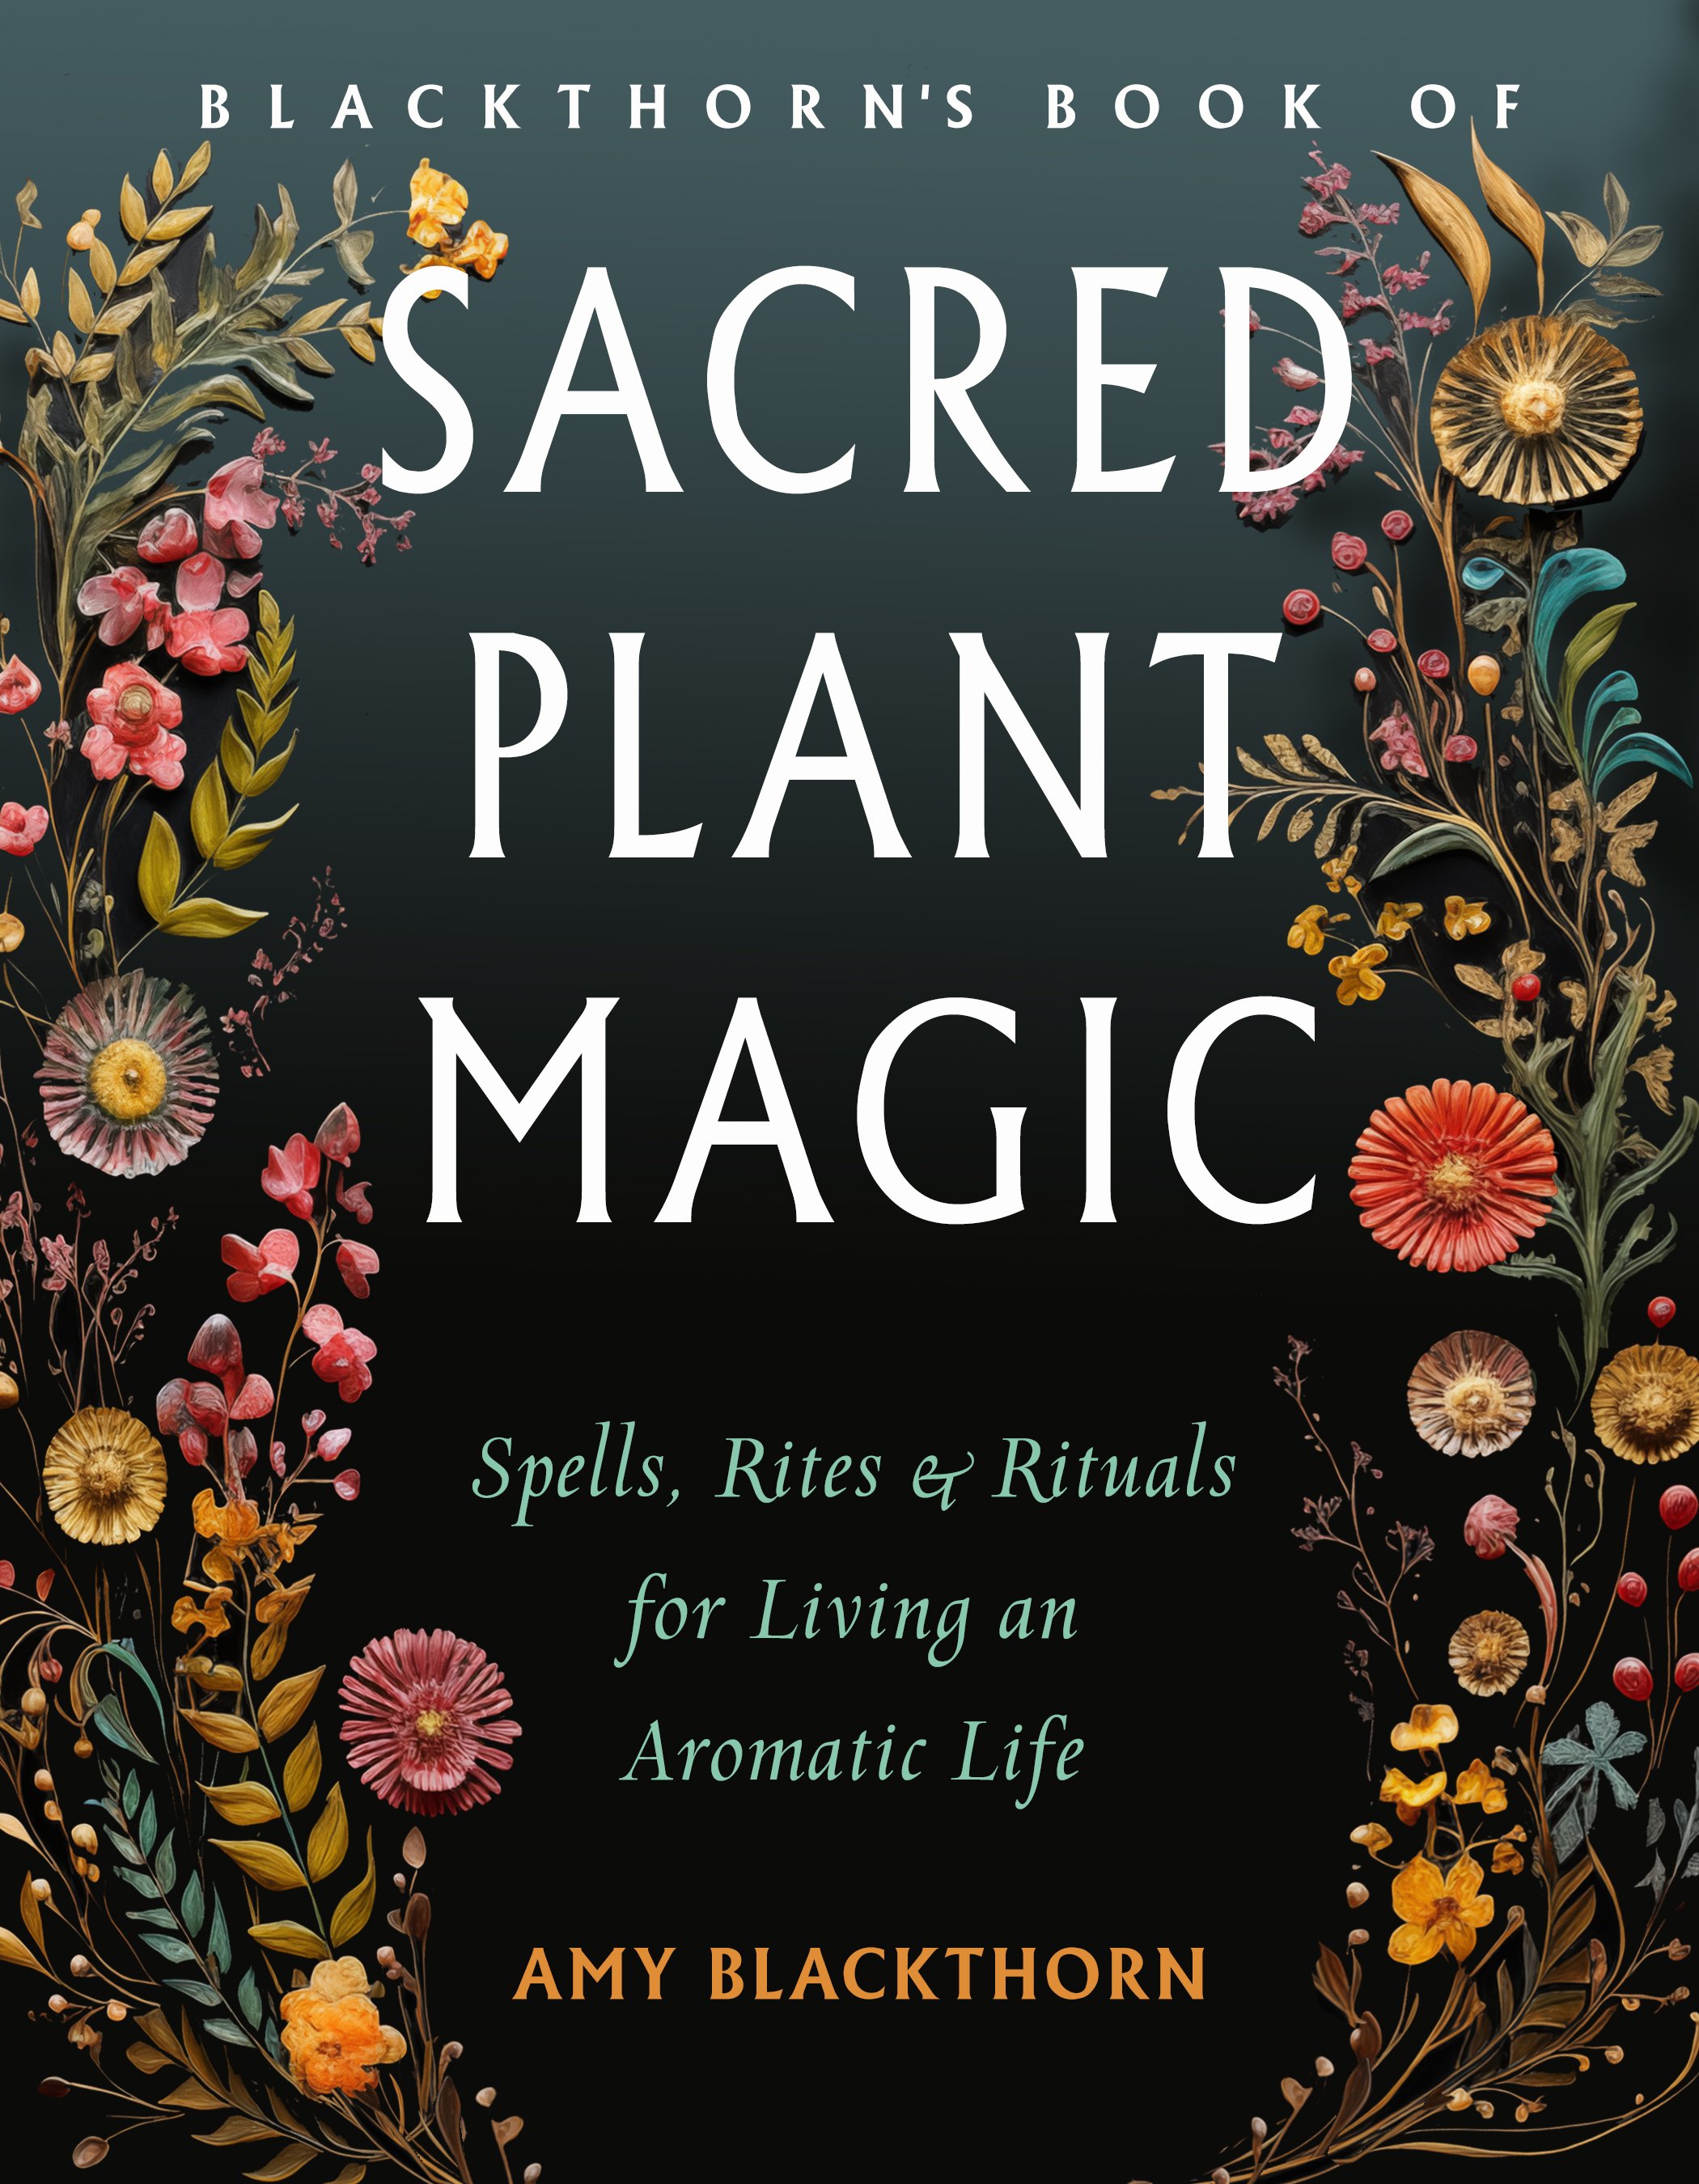 BLACKTHORN'S BOOK OF
SACRED
PLANT
MAGIC
Spells, Rites & Rituals
for Living an
Aromatic Life
AMY BLACKTHORN